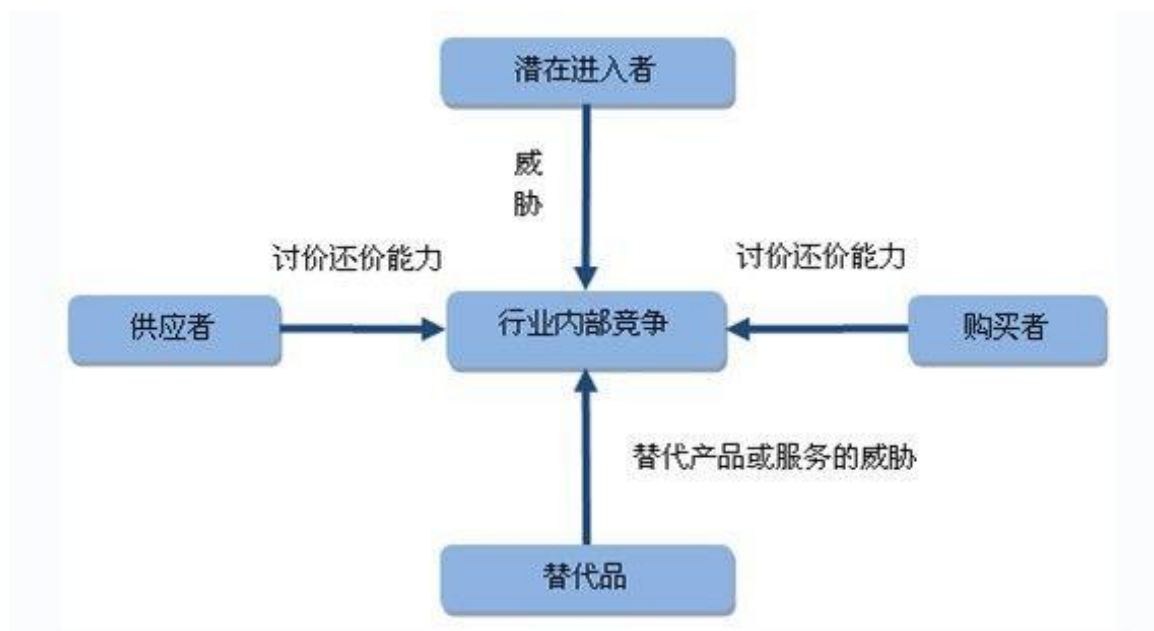 潜在进入者
威
胁
讨价还价能力
讨价还价能力
供应者
行业内部竞争
购买者
替代产品或服务的威胁
替代品